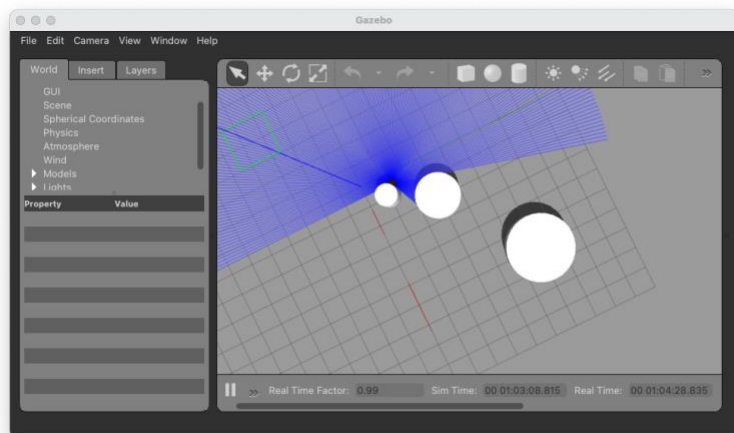 Gazebo
File Edit Camera View Window Help
World Insert Layers
GUI
Scene
Spherical Coordinates
Physics
Atmosphere
Wind
Models
Lights
Property Value
Real Time Factor: 0.99 Sim Time: 00 01:03:08.815 Real Time: 00 01:04:28.835